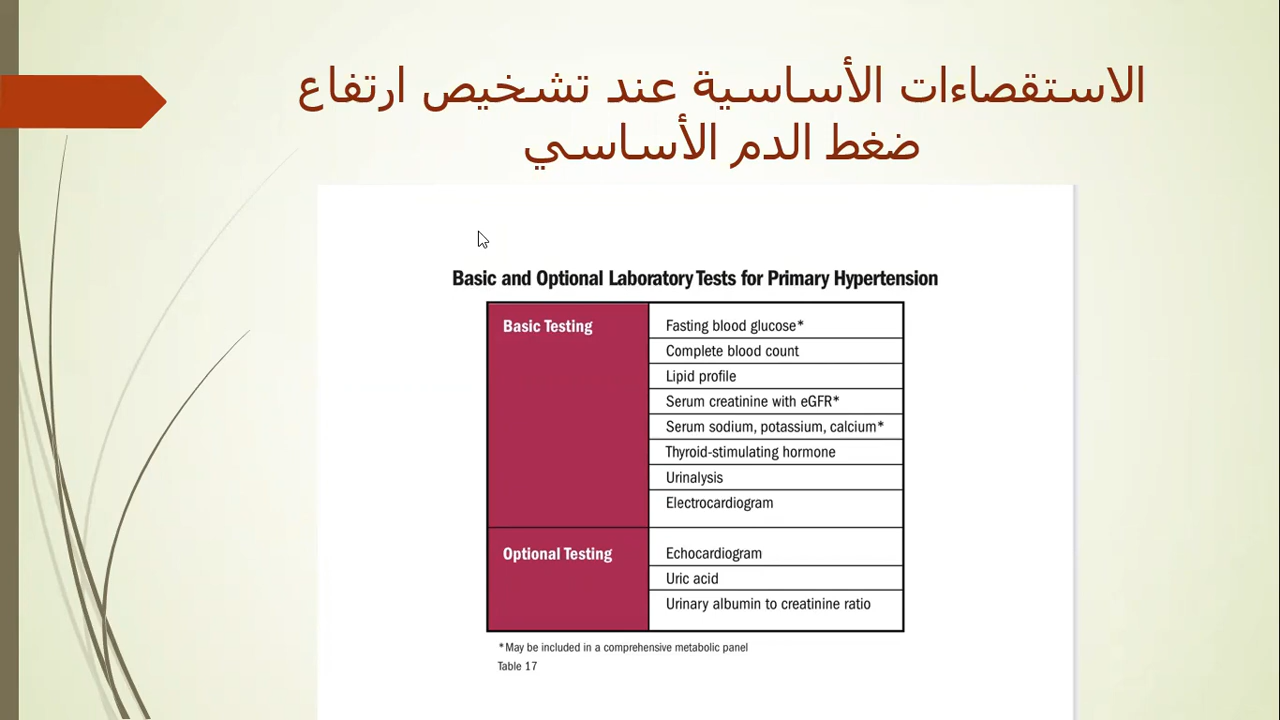 الاستقصاءات الأساسية عند تشخيص ارتفاع
ضغط الدم الأساسي
Basic and Optional Laboratory Tests for Primary Hypertension
Basic Testing
Fasting blood glucose*
Complete blood count
Lipid profile
Serum creatinine with eGFR*
Serum sodium, potassium, calcium*
Thyroid-stimulating hormone
Urinalysis
Electrocardiogram
Optional Testing
Echocardiogram
Uric acid
Urinary albumin to creatinine ratio
*May be included in a comprehensive metabolic panel
Table 17